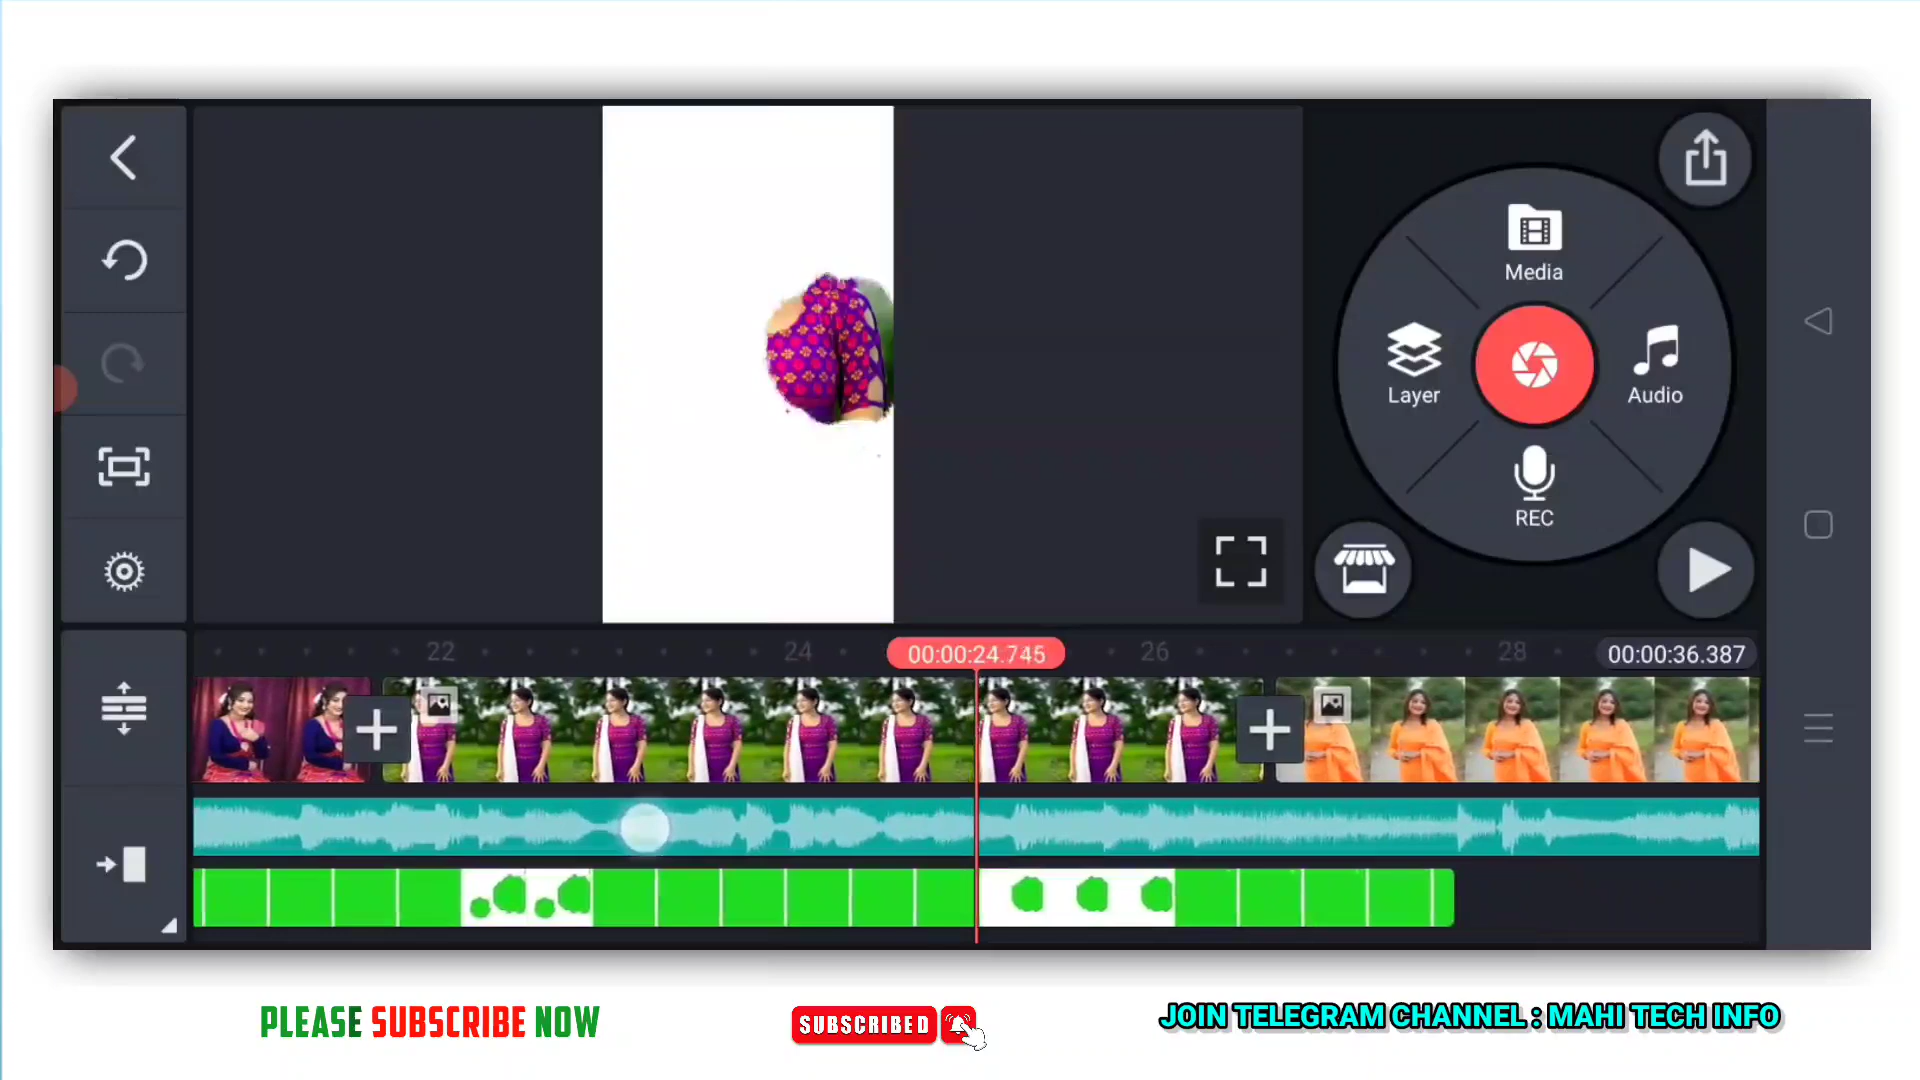 Media
Layer
Audio
REC
22
24
00:00:24.745
26
28
00:00:36.387
PLEASE SUBSCRIBE NOW
SUBSCRIBED
JOIN TELEGRAM CHANNEL : MAHI TECH INFO